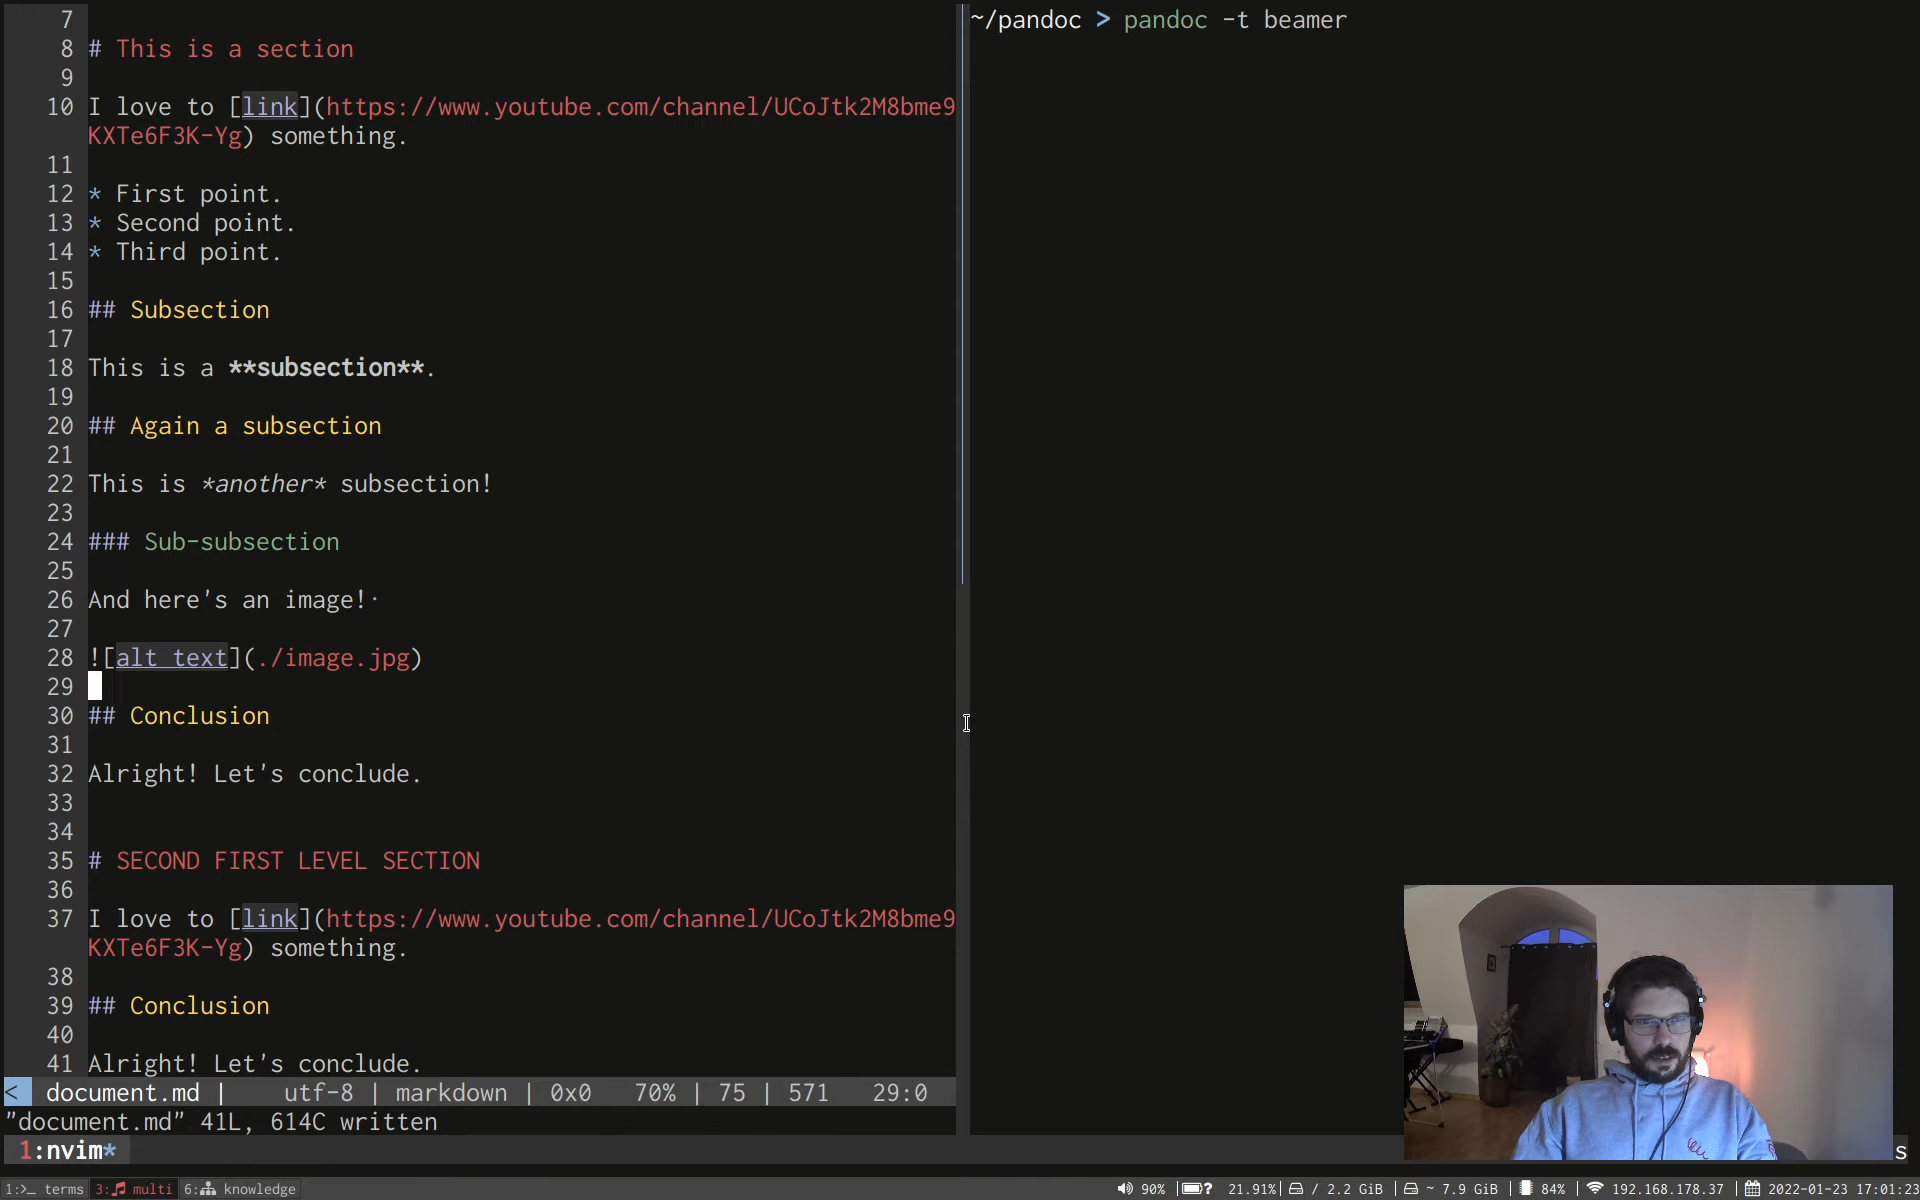 7
8 # This is a section
9
10 I love to [link](https://www.youtube.com/channel/UCoJtk2M8bme9
KXTe6F3K-Yg) something.
11
12 * First point.
13 * Second point.
14 * Third point.
15
16 ## Subsection
17
18 This is a **subsection**.
19
20 ## Again a subsection
21
22 This is *another* subsection!
23
24 ### Sub-subsection
25
26 And here's an image!·
27
28 ![alt text](./image.jpg)
29
30 ## Conclusion
31
32 Alright! Let's conclude.
33
34
35 # SECOND FIRST LEVEL SECTION
36
37 I love to [link](https://www.youtube.com/channel/UCoJtk2M8bme9
KXTe6F3K-Yg) something.
38
39 ## Conclusion
40
41 Alright! Let's conclude.
< document.md | utf-8 | markdown | 0x0 70% | 75 | 571 29:0
"document.md" 41L, 614C written
~/pandoc > pandoc -t beamer
1:nvim* s
1:>_ terms 3: multi 6: knowledge 90% | ? 21.91% | / 2.2 GiB | ~ 7.9 GiB | 84% | 192.168.178.37 | 2022-01-23 17:01:23